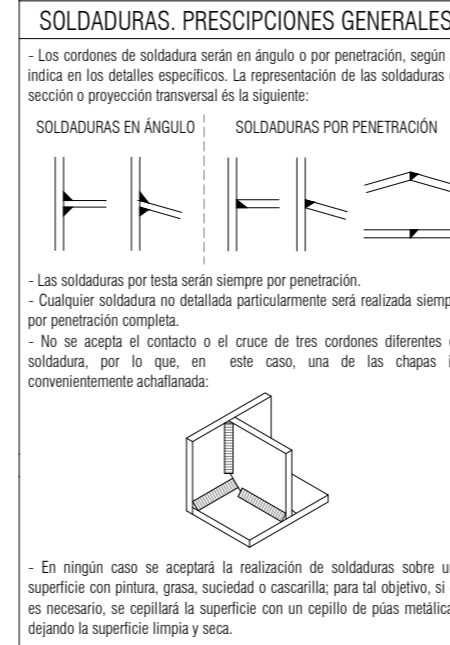 SOLDADURAS. PRESCIPCIONES GENERALES
- Los cordones de soldadura serán en ángulo o por penetración, según
indica en los detalles específicos. La representación de las soldaduras
sección o proyección transversal és la siguiente:
SOLDADURAS EN ÁNGULO
SOLDADURAS POR PENETRACIÓN
- Las soldaduras por testa serán siempre por penetración.
- Cualquier soldadura no detallada particularmente será realizada siemp
por penetración completa.
- No se acepta el contacto o el cruce de tres cordones diferentes
soldadura, por lo que, en este caso, una de las chapas
convenientemente achaflanada:
- En ningún caso se aceptará la realización de soldaduras sobre un
superficie con pintura, grasa, suciedad o cascarilla; para tal objetivo, si
es necesario, se cepillará la superficie con un cepillo de púas metálica
dejando la superficie limpia y seca.